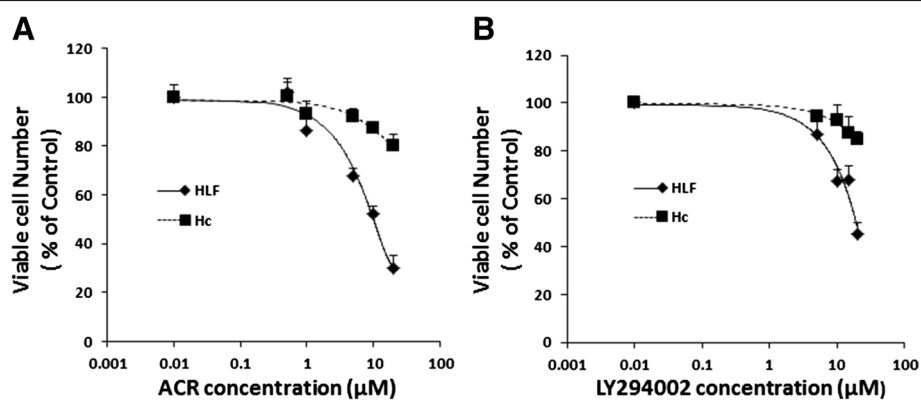 A
120
100
80
60
40
20
0
Viable cell Number
( % of Control)
HLF
Hc
0.001 0.01 0.1 1 10 100
ACR concentration (µM)
B
120
100
80
60
40
20
0
Viable cell Number
( % of Control)
HLF
Hc
0.001 0.01 0.1 1 10 100
LY294002 concentration (µM)